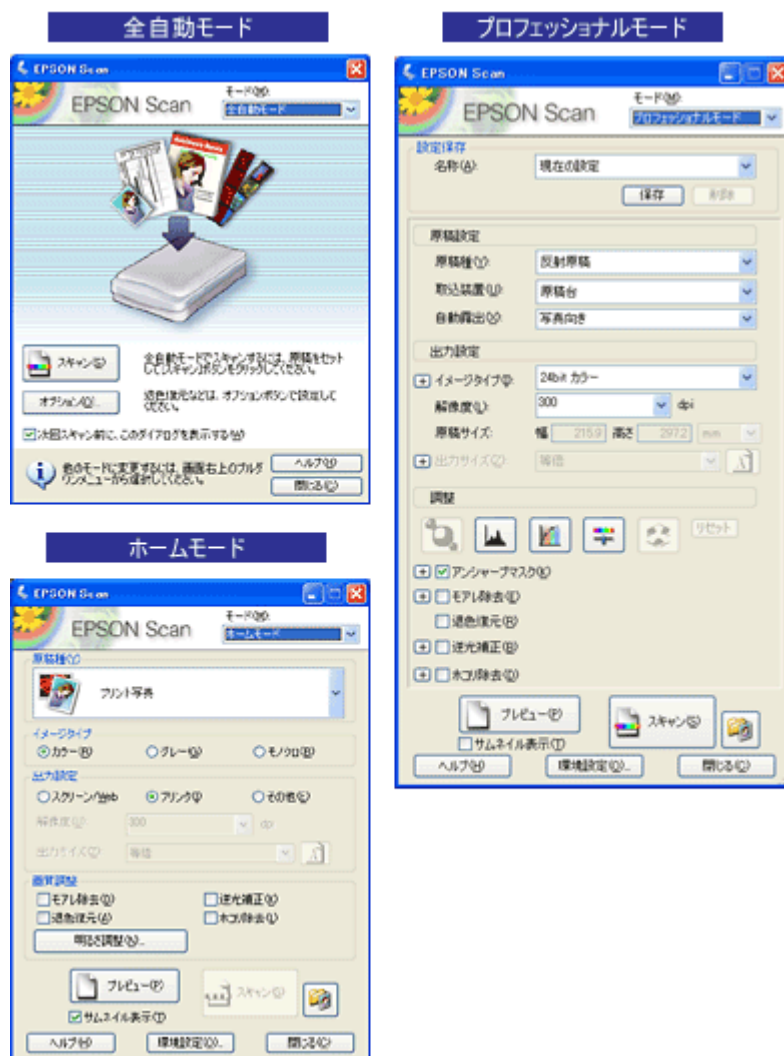 全自動モード
EPSON Scan
EPSON Scan
モード(M):
全自動モード
スキャン(S)
全自動モードでスキャンするには、原稿をセット
して[スキャン]ボタンをクリックしてください。
オプション(O)...
退色復元などは、オプションボタンで設定して
ください。
次回スキャン前に、このダイアログを表示する(W)
他のモードに変更するには、画面右上のプルダ
ウンメニューから選択してください。
ヘルプ(H)
閉じる(C)
ホームモード
EPSON Scan
EPSON Scan
モード(M):
ホームモード
原稿種(Y)
プリント写真
イメージタイプ
カラー(R)
グレー(G)
モノクロ(B)
出力設定
スクリーン/Web
プリンタ(I)
その他(E)
解像度(L):
300
dpi
出力サイズ(Z):
等倍
画質調整
モアレ除去(D)
逆光補正(K)
退色復元(A)
ホコリ除去(U)
明るさ調整(N)...
プレビュー(P)
スキャン(S)
サムネイル表示(T)
ヘルプ(H)
環境設定(O)...
閉じる(C)
プロフェッショナルモード
EPSON Scan
EPSON Scan
モード(M):
プロフェッショナルモード
設定保存
名称(A):
現在の設定
保存
削除
原稿設定
原稿種(Y):
反射原稿
取込装置(U):
原稿台
自動露出(X):
写真向き
出力設定
イメージタイプ(I):
24bit カラー
解像度(L):
300
dpi
原稿サイズ:
幅
215.9
高さ
297.2
mm
出力サイズ(Z):
等倍
調整
リセット
アンシャープマスク(K)
モアレ除去(E)
退色復元(R)
逆光補正(B)
ホコリ除去(D)
プレビュー(P)
スキャン(S)
サムネイル表示(T)
ヘルプ(H)
環境設定(O)...
閉じる(C)